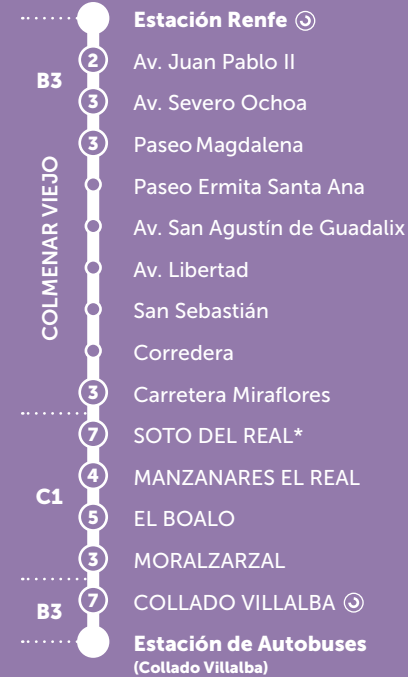 Estación Renfe
2 Av. Juan Pablo II
B3
3 Av. Severo Ochoa
3 Paseo Magdalena
COLMENAR VIEJO
Paseo Ermita Santa Ana
Av. San Agustín de Guadalix
Av. Libertad
San Sebastián
Corredera
3 Carretera Miraflores
7 SOTO DEL REAL*
4 MANZANARES EL REAL
C1
5 EL BOALO
3 MORALZARZAL
7 COLLADO VILLALBA
B3
Estación de Autobuses
(Collado Villalba)